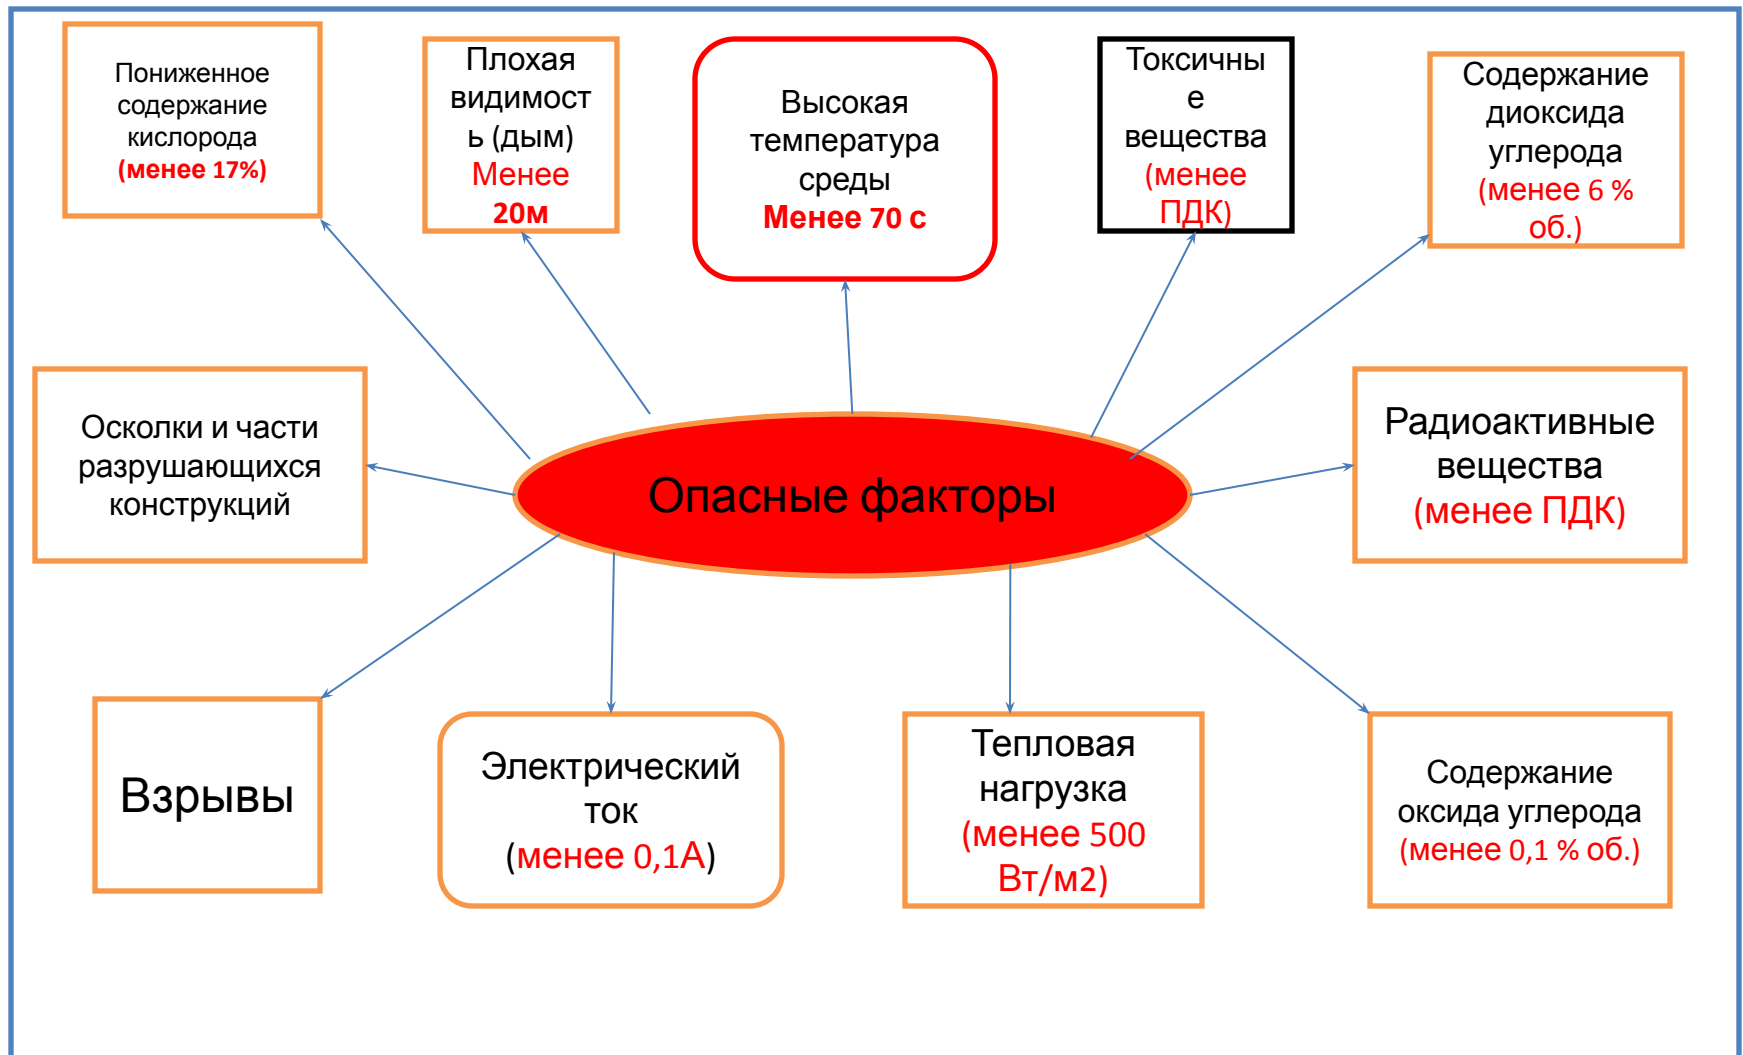 Пониженное
содержание
кислорода
(менее 17%)
Плохая
видимост
ь (дым)
Менее
20м
Высокая
температура
среды
Менее 70 с
Токсичны
е
вещества
(менее
ПДК)
Содержание
диоксида
углерода
(менее 6 %
об.)
Осколки и части
разрушающихся
конструкций
Опасные факторы
Радиоактивные
вещества
(менее ПДК)
Взрывы
Электрический
ток
(менее 0,1А)
Тепловая
нагрузка
(менее 500
Вт/м2)
Содержание
оксида углерода
(менее 0,1 % об.)